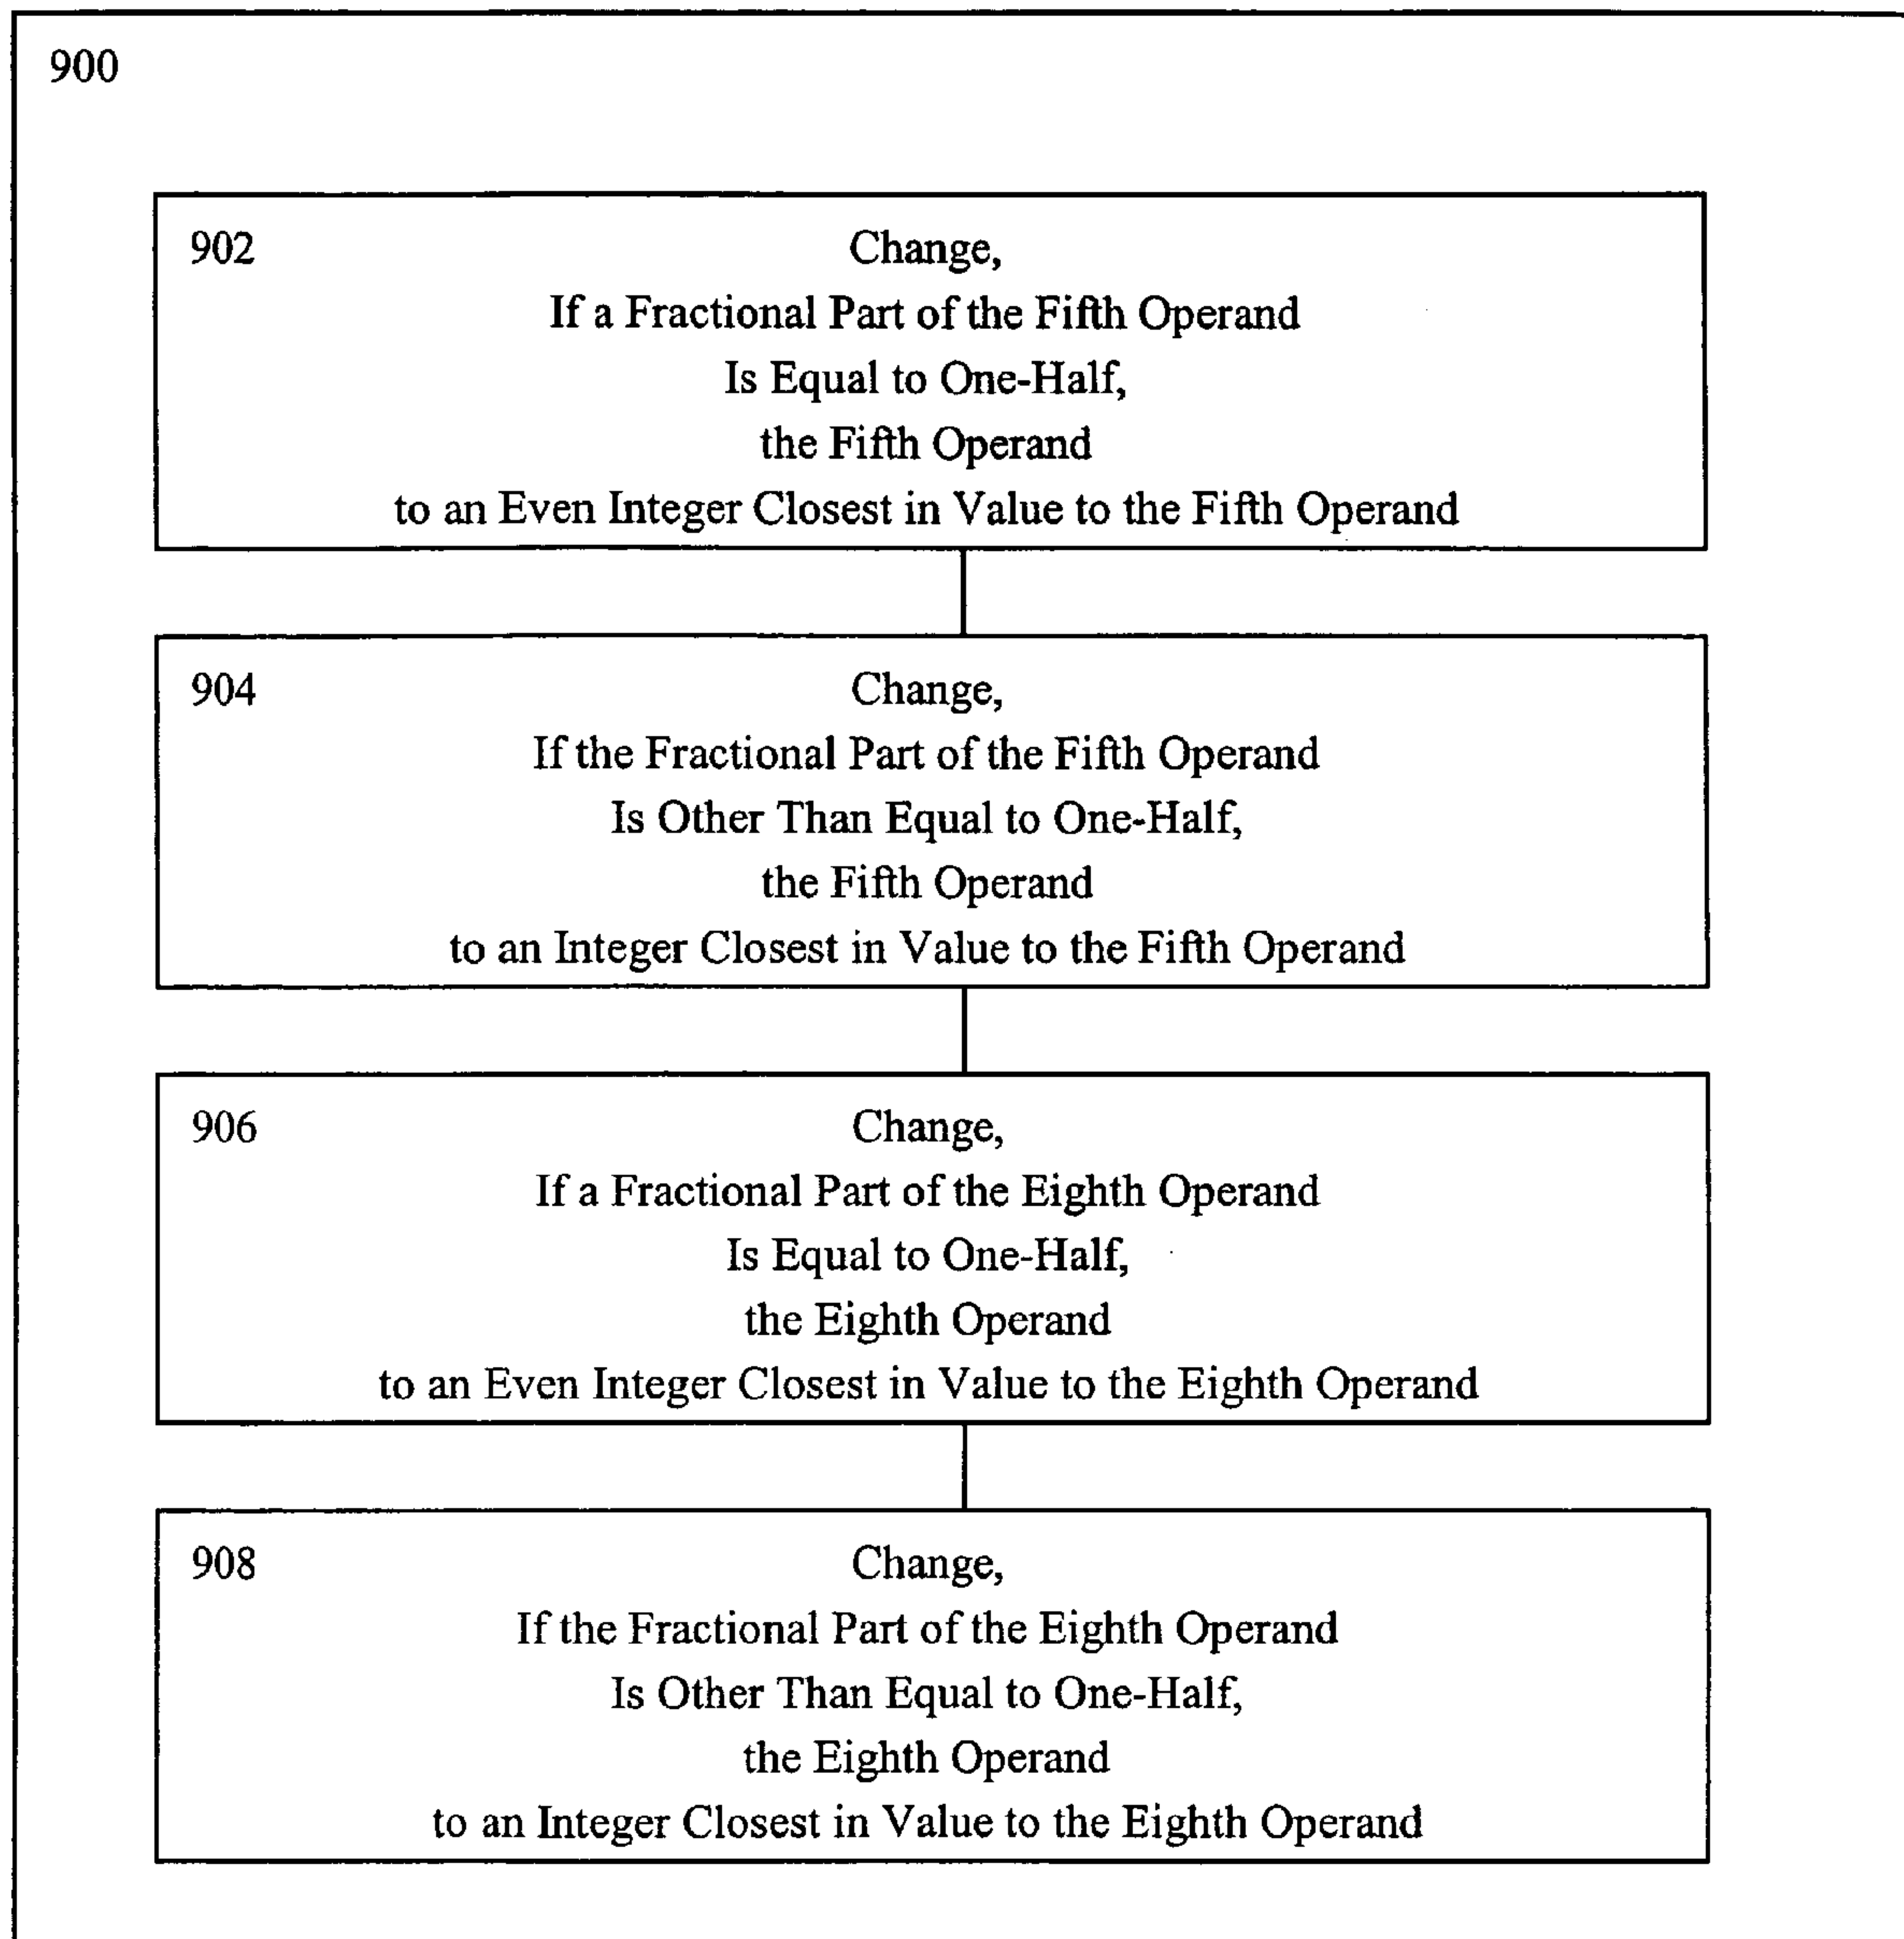 900
902
Change,
If a Fractional Part of the Fifth Operand
Is Equal to One-Half,
the Fifth Operand
to an Even Integer Closest in Value to the Fifth Operand
904
Change,
If the Fractional Part of the Fifth Operand
Is Other Than Equal to One-Half,
the Fifth Operand
to an Integer Closest in Value to the Fifth Operand
906
Change,
If a Fractional Part of the Eighth Operand
Is Equal to One-Half,
the Eighth Operand
to an Even Integer Closest in Value to the Eighth Operand
908
Change,
If the Fractional Part of the Eighth Operand
Is Other Than Equal to One-Half,
the Eighth Operand
to an Integer Closest in Value to the Eighth Operand